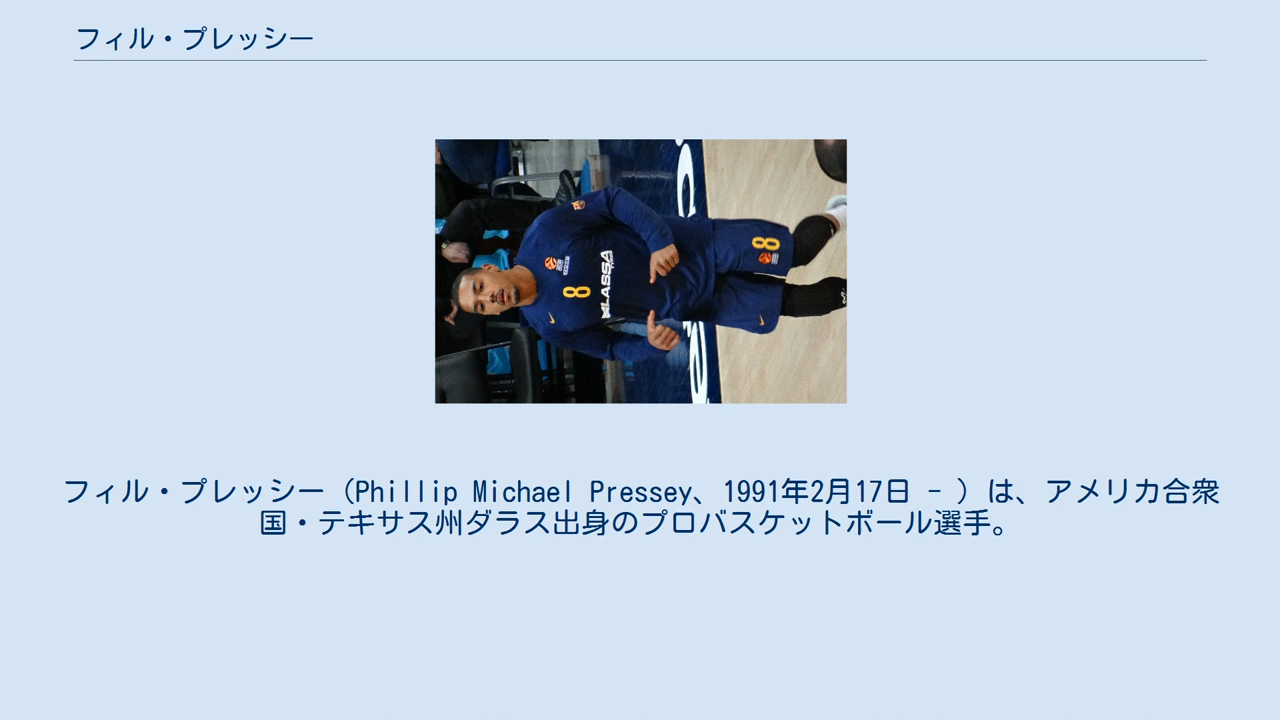 フィル・プレッシー
8
8
フィル・プレッシー（Phillip Michael Pressey、1991年2月17日 - ）は、アメリカ合衆
国・テキサス州ダラス出身のプロバスケットボール選手。